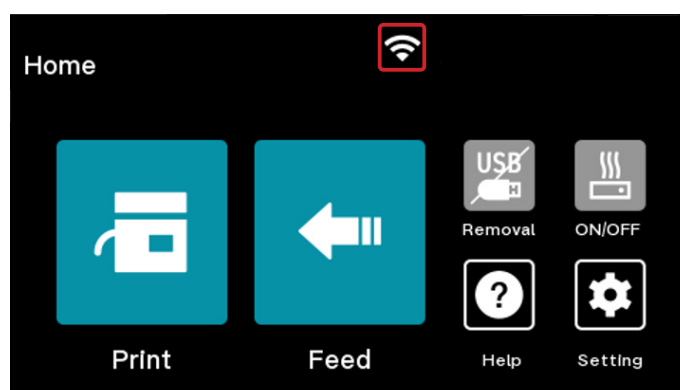 Home
USB
Removal
ON/OFF
?
Print
Feed
Help
Setting